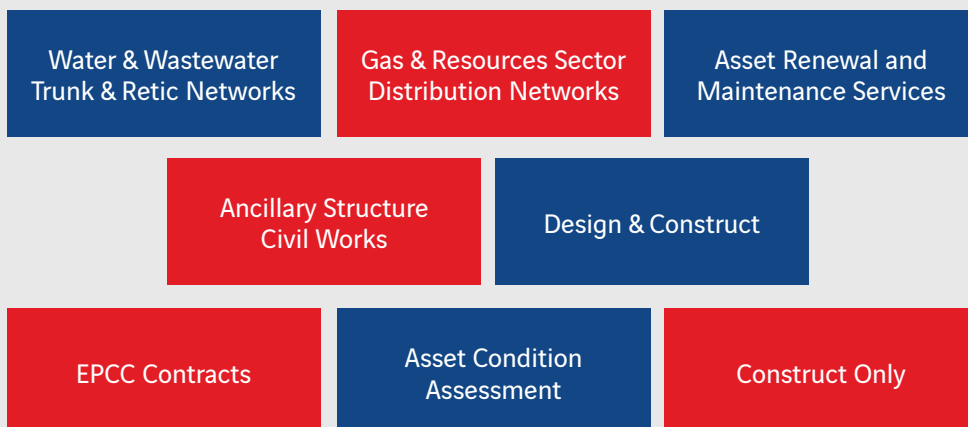 Water & Wastewater
Trunk & Retic Networks
Gas & Resources Sector
Distribution Networks
Asset Renewal and
Maintenance Services
Ancillary Structure
Civil Works
Design & Construct
EPCC Contracts
Asset Condition
Assessment
Construct Only